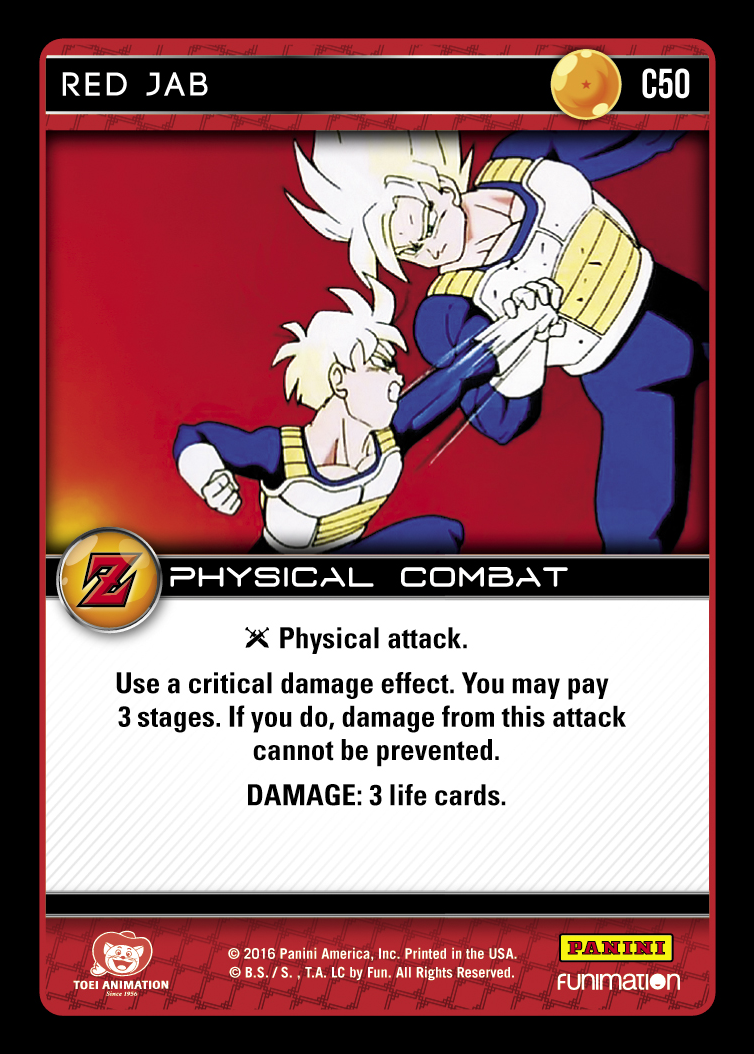 RED JAB
C50
Z
PHYSICAL COMBAT
Physical attack.
Use a critical damage effect. You may pay
3 stages. If you do, damage from this attack
cannot be prevented.
DAMAGE: 3 life cards.
TOEI ANIMATION
Since 1956
© 2016 Panini America, Inc. Printed in the USA.
© B.S. / S. , T.A. LC by Fun. All Rights Reserved.
PANINI
FUNIMATION